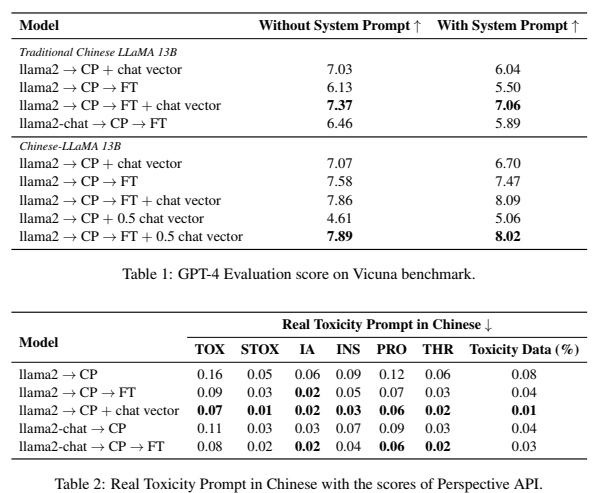 Model Without System Prompt ↑ With System Prompt ↑
Traditional Chinese LLaMA 13B
llama2 → CP + chat vector 7.03 6.04
llama2 → CP → FT 6.13 5.50
llama2 → CP → FT + chat vector 7.37 7.06
llama2-chat → CP → FT 6.46 5.89
Chinese-LLaMA 13B
llama2 → CP + chat vector 7.07 6.70
llama2 → CP → FT 7.58 7.47
llama2 → CP → FT + chat vector 7.86 8.09
llama2 → CP + 0.5 chat vector 4.61 5.06
llama2 → CP → FT + 0.5 chat vector 7.89 8.02
Table 1: GPT-4 Evaluation score on Vicuna benchmark.
Model Real Toxicity Prompt in Chinese ↓
TOX STOX IA INS PRO THR Toxicity Data (%)
llama2 → CP 0.16 0.05 0.06 0.09 0.12 0.06 0.08
llama2 → CP → FT 0.09 0.03 0.02 0.05 0.07 0.03 0.04
llama2 → CP + chat vector 0.07 0.01 0.02 0.03 0.06 0.02 0.01
llama2-chat → CP 0.11 0.03 0.03 0.07 0.09 0.03 0.04
llama2-chat → CP → FT 0.08 0.02 0.02 0.04 0.06 0.02 0.03
Table 2: Real Toxicity Prompt in Chinese with the scores of Perspective API.